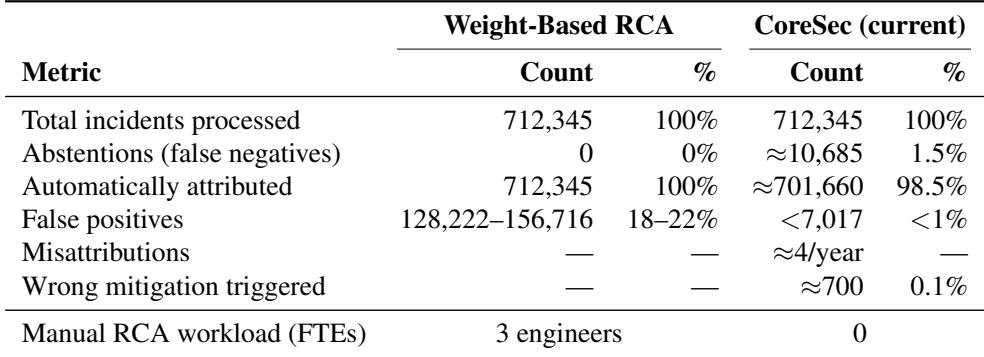 Weight-Based RCA CoreSec (current)
Metric Count % Count %
Total incidents processed 712,345 100% 712,345 100%
Abstentions (false negatives) 0 0% ≈10,685 1.5%
Automatically attributed 712,345 100% ≈701,660 98.5%
False positives 128,222–156,716 18–22% <7,017 <1%
Misattributions — — ≈4/year —
Wrong mitigation triggered — — ≈700 0.1%
Manual RCA workload (FTEs) 3 engineers 0